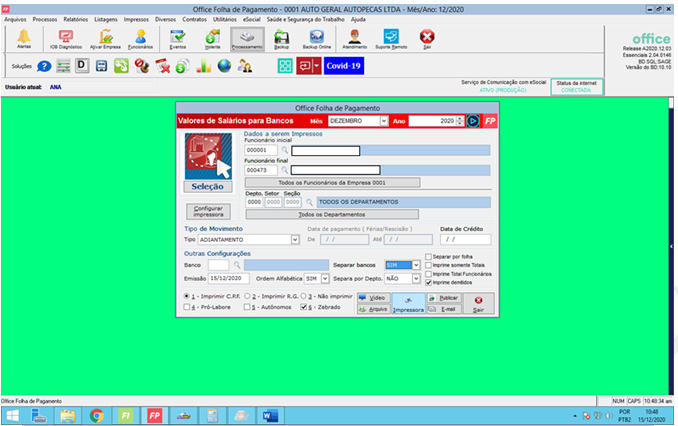 Office Folha de Pagamento - 0001 AUTO GERAL AUTOPECAS LTDA - Mês/Ano: 12/2020
Arquivos Processos Relatórios Listagens Impressos Diversos Contratos Utilitários eSocial Saúde e Segurança do Trabalho Ajuda
Alertas IOB Diagnóstico Ativar Empresa Funcionários Eventos Holerite Processamento Backup Backup Online Atendimento Suporte Remoto Sair
office
Release A2020.12.03
Essenciais 2.04.0146
BD SQL:SAGE
Versão do BD:10.10
Soluções
Covid-19
Usuário atual: ANA
Serviço de Comunicação com eSocial
ATIVO (PRODUÇÃO)
Status da internet
CONECTADA
Office Folha de Pagamento
Valores de Salários para Bancos Mês DEZEMBRO Ano 2020 FP
Dados a serem Impressos
Funcionário inicial
000001
Funcionário final
000473
Todos os Funcionários da Empresa 0001
Seleção
Depto. Setor Seção
0000 0000 0000 TODOS OS DEPARTAMENTOS
Configurar impressora
Todos os Departamentos
Tipo de Movimento
Data de pagamento ( Férias/Rescisão )
Data de Crédito
Tipo ADIANTAMENTO De / / Até / / / /
Outras Configurações
Banco Separar bancos SIM
Emissão 15/12/2020 Ordem Alfabética SIM Separa por Depto. NÃO
Separar por folha
Imprime somente Totais
Imprime Total Funcionários
Imprime demitidos
1 - Imprimir C.P.F. 2 - Imprimir R.G. 3 - Não imprimir
4 - Pró-Labore 5 - Autônomos 6 - Zebrado
Vídeo
Arquivo
Impressora
Publicar
E-mail
Sair
Office Folha de Pagamento
NUM CAPS 10:48:34 am
FI FP
POR
PTB2
10:48
15/12/2020